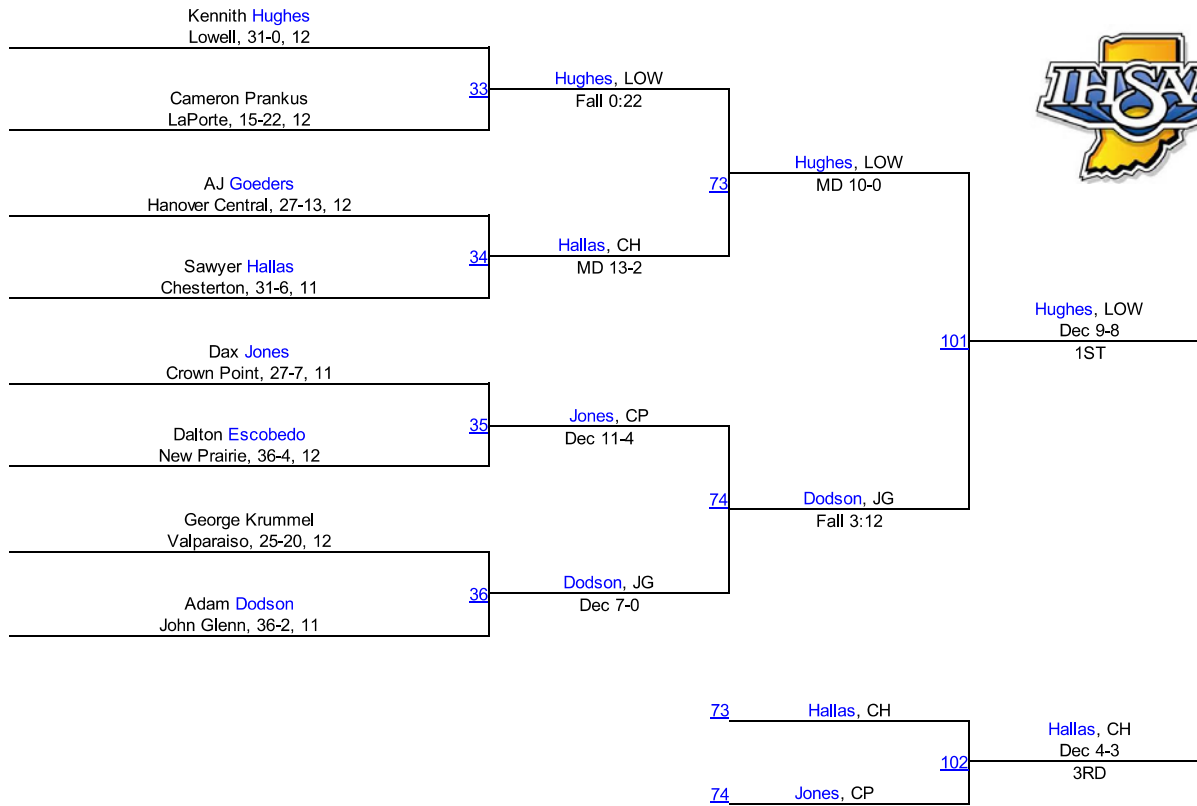 Kennith Hughes
Lowell, 31-0, 12
33
Cameron Prankus
LaPorte, 15-22, 12
Hughes, LOW
Fall 0:22
AJ Goeders
Hanover Central, 27-13, 12
34
Sawyer Hallas
Chesterton, 31-6, 11
Hallas, CH
MD 13-2
73
Hughes, LOW
MD 10-0
Dax Jones
Crown Point, 27-7, 11
35
Dalton Escobedo
New Prairie, 36-4, 12
Jones, CP
Dec 11-4
George Krummel
Valparaiso, 25-20, 12
36
Adam Dodson
John Glenn, 36-2, 11
Dodson, JG
Dec 7-0
74
Dodson, JG
Fall 3:12
101
Hughes, LOW
Dec 9-8
1ST
73
Hallas, CH
102
74
Jones, CP
Hallas, CH
Dec 4-3
3RD
IHSAA